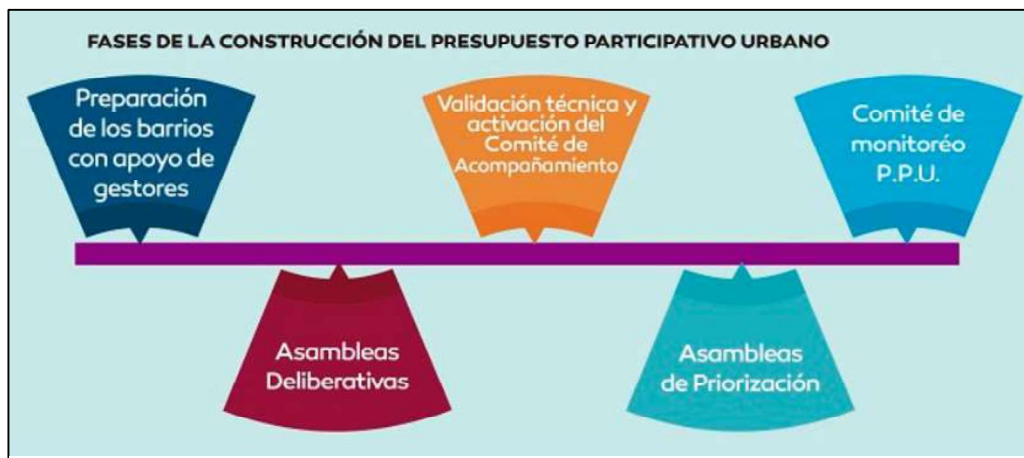 FASES DE LA CONSTRUCCIÓN DEL PRESUPUESTO PARTICIPATIVO URBANO
Preparación
de los barrios
con apoyo de
gestores
Asambleas
Deliberativas
Validación técnica y
activación del
Comité de
Acompañamiento
Asambleas
de Priorización
Comité de
monitoréo
P.P.U.